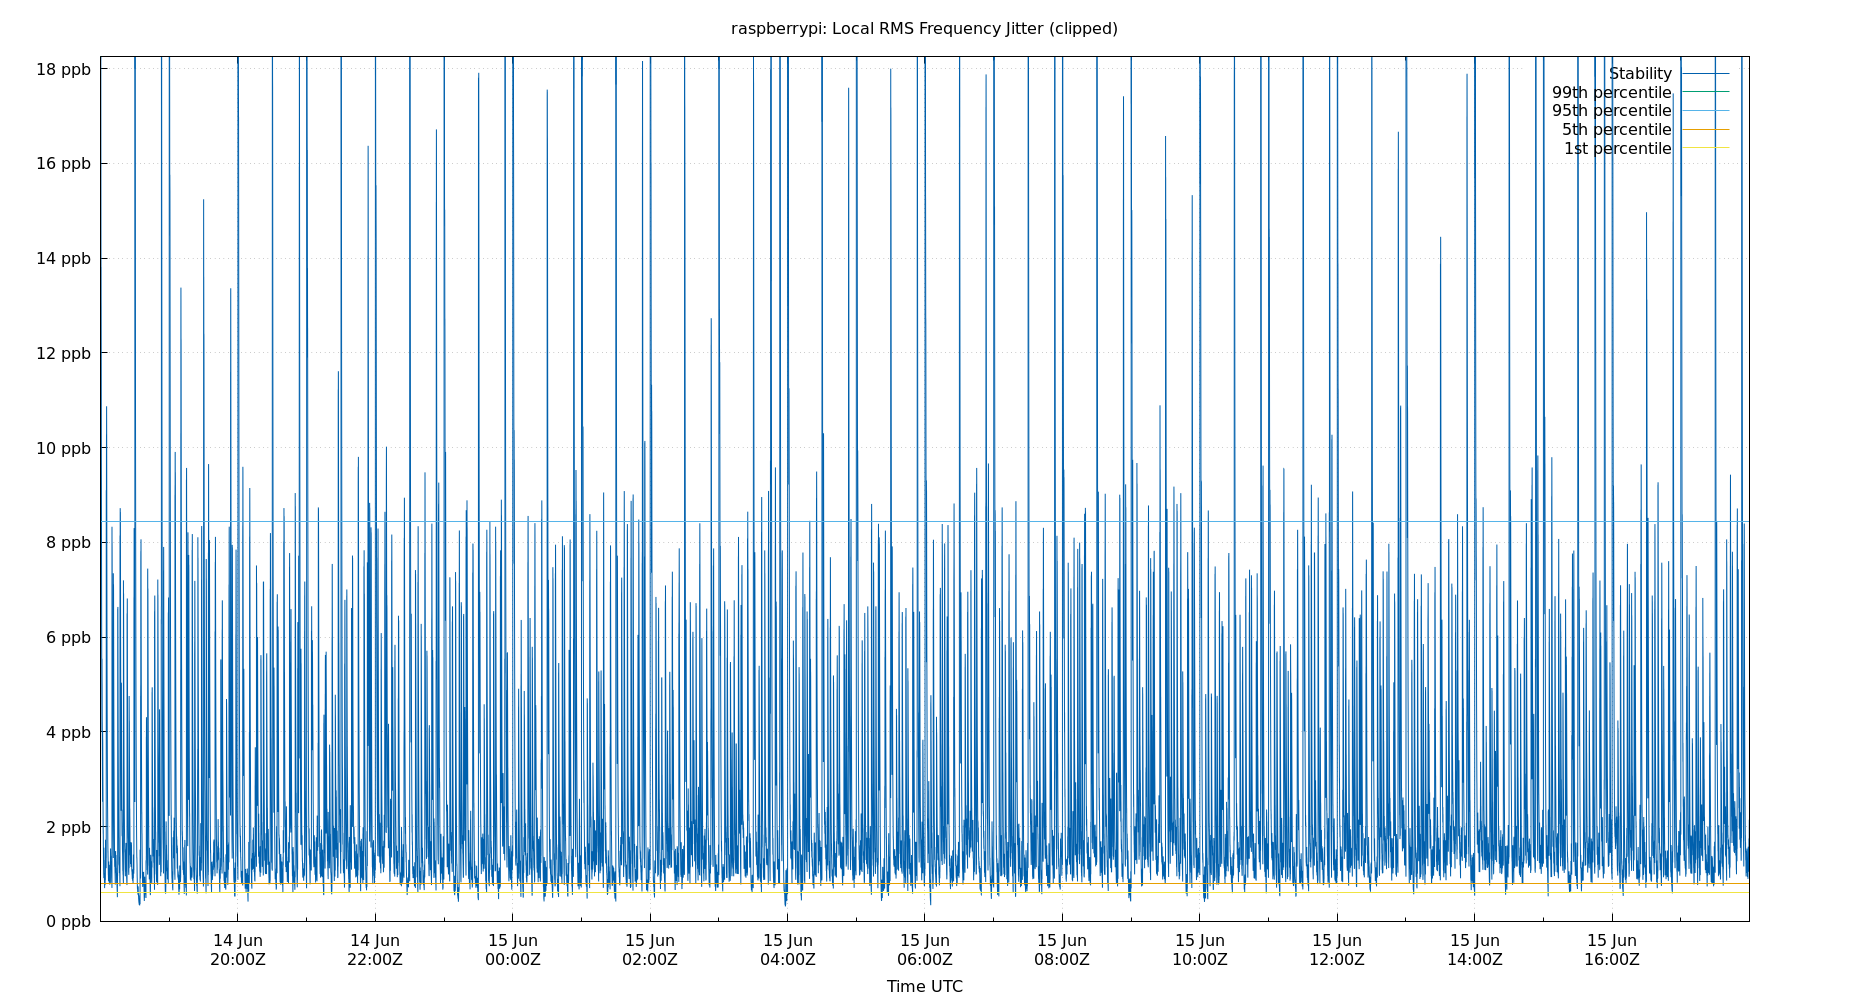 raspberrypi: Local RMS Frequency Jitter (clipped)
18 ppb
16 ppb
14 ppb
12 ppb
10 ppb
8 ppb
6 ppb
4 ppb
2 ppb
0 ppb
Stability
99th percentile
95th percentile
5th percentile
1st percentile
14 Jun 14 Jun 15 Jun 15 Jun 15 Jun 15 Jun 15 Jun 15 Jun 15 Jun 15 Jun 15 Jun
20:00Z 22:00Z 00:00Z 02:00Z 04:00Z 06:00Z 08:00Z 10:00Z 12:00Z 14:00Z 16:00Z
Time UTC